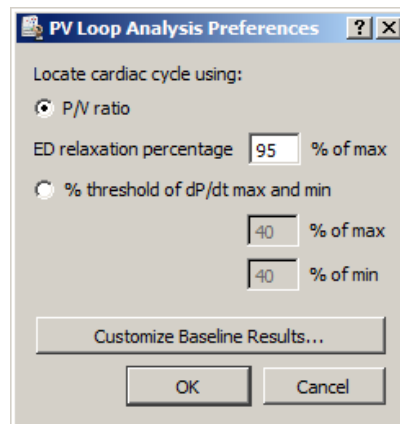 PV Loop Analysis Preferences
Locate cardiac cycle using:
P/V ratio
ED relaxation percentage 95 % of max
% threshold of dP/dt max and min
40 % of max
40 % of min
Customize Baseline Results...
OK Cancel